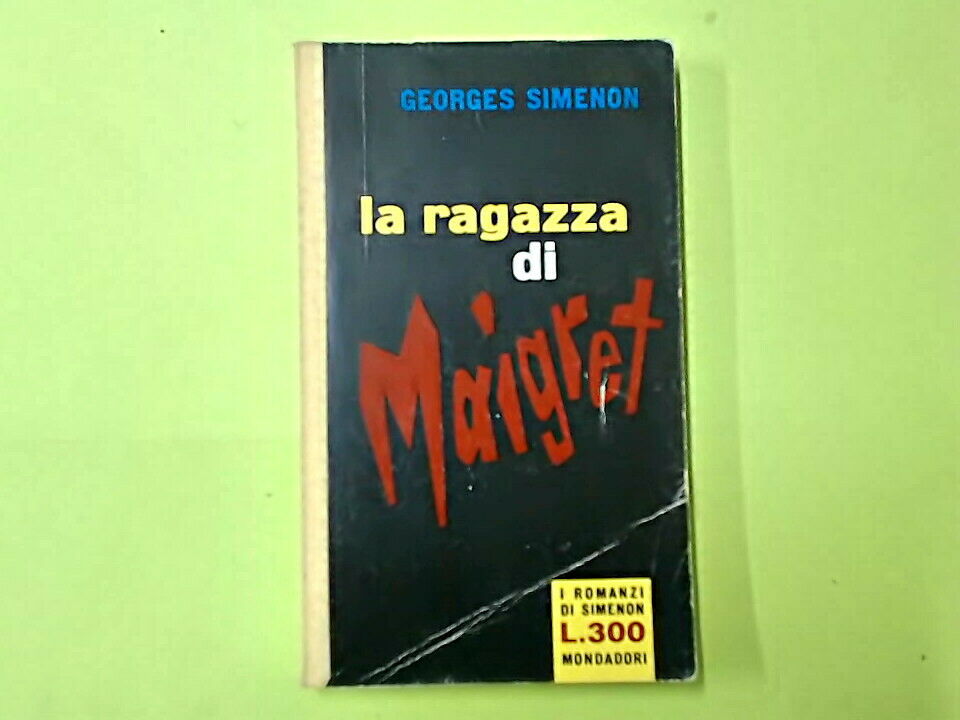 GEORGES SIMENON
la ragazza
di
Maigret
I ROMANZI
DI SIMENON
L.300
MONDADORI